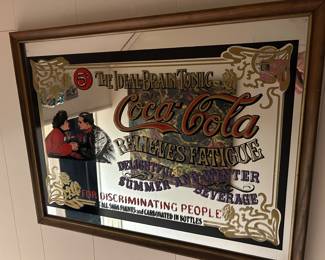 5¢
THE IDEAL BRAIN TONIC
Coca-Cola
RELIEVES FATIGUE
DELIGHTFUL
SUMMER AND WINTER
BEVERAGE
FOR DISCRIMINATING PEOPLE
ALL SODA FOUNTS and CARBONATED IN BOTTLES